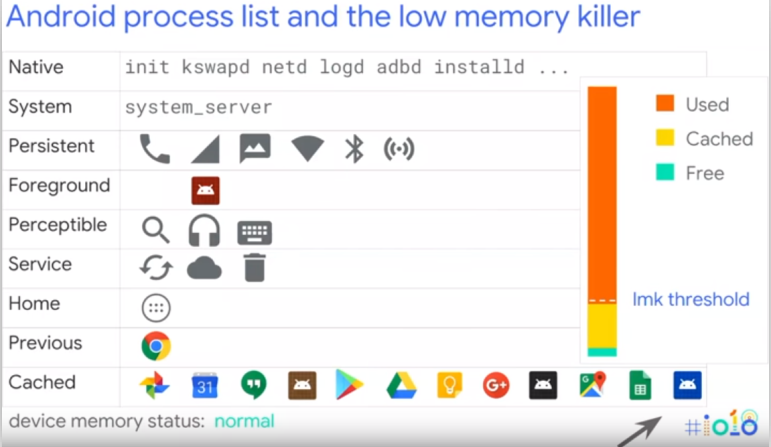 Android process list and the low memory killer
Native init kswapd netd logd adbd installd ...
System system_server
Persistent
Foreground
Perceptible
Service
Home
Previous
Cached 31 G+ G
device memory status: normal
Used
Cached
Free
lmk threshold
#io18